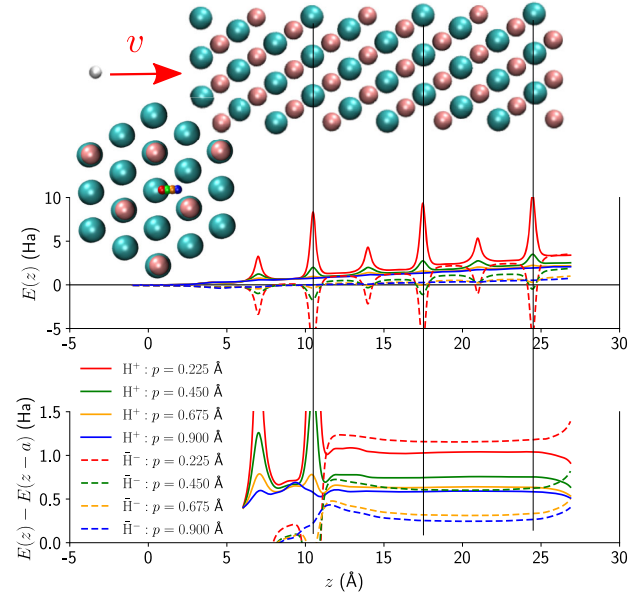 v
10
5
0
−5
E(z) (Ha)
−5 0 5 10 15 20 25 30
H⁺ : p = 0.225 Å
H⁺ : p = 0.450 Å
H⁺ : p = 0.675 Å
H⁺ : p = 0.900 Å
H̄⁻ : p = 0.225 Å
H̄⁻ : p = 0.450 Å
H̄⁻ : p = 0.675 Å
H̄⁻ : p = 0.900 Å
1.5
1.0
0.5
0.0
E(z) − E(z−a) (Ha)
−5 0 5 10 15 20 25 30
z (Å)